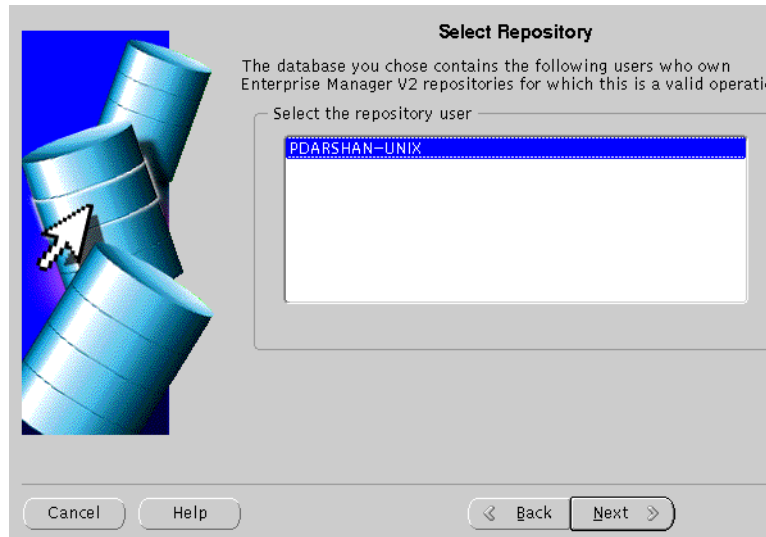 Select Repository
The database you chose contains the following users who own
Enterprise Manager V2 repositories for which this is a valid
Select the repository user
PDARSHAN-UNIX
Cancel
Help
Back
Next